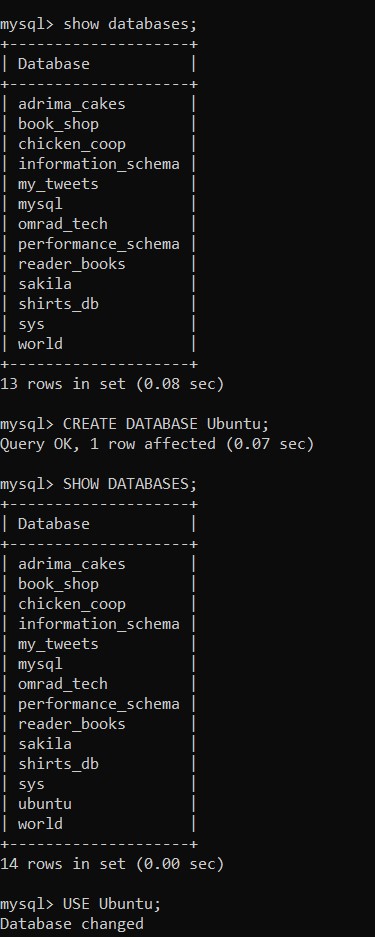 mysql> show databases;
+--------------------+
| Database           |
+--------------------+
| adrima_cakes       |
| book_shop          |
| chicken_coop       |
| information_schema |
| my_tweets          |
| mysql              |
| omrad_tech         |
| performance_schema |
| reader_books       |
| sakila             |
| shirts_db          |
| sys                |
| world              |
+--------------------+
13 rows in set (0.08 sec)
mysql> CREATE DATABASE Ubuntu;
Query OK, 1 row affected (0.07 sec)
mysql> SHOW DATABASES;
+--------------------+
| Database           |
+--------------------+
| adrima_cakes       |
| book_shop          |
| chicken_coop       |
| information_schema |
| my_tweets          |
| mysql              |
| omrad_tech         |
| performance_schema |
| reader_books       |
| sakila             |
| shirts_db          |
| sys                |
| ubuntu             |
| world              |
+--------------------+
14 rows in set (0.00 sec)
mysql> USE Ubuntu;
Database changed